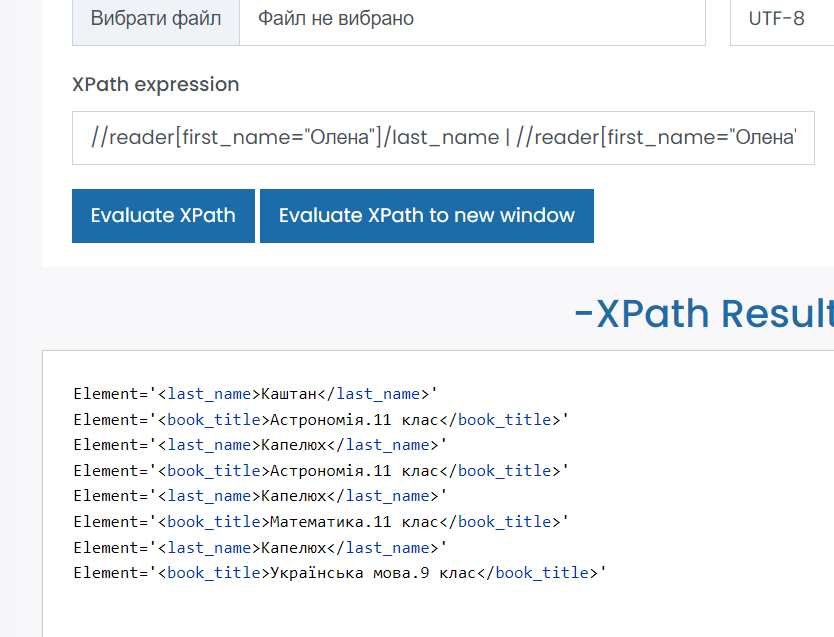 Вибрати файл Файл не вибрано UTF-8
XPath expression
//reader[first_name="Олена"]/last_name | //reader[first_name="Олена"
Evaluate XPath Evaluate XPath to new window
-XPath Result
Element='<last_name>Каштан</last_name>'
Element='<book_title>Астрономія.11 клас</book_title>'
Element='<last_name>Капелюх</last_name>'
Element='<book_title>Астрономія.11 клас</book_title>'
Element='<last_name>Капелюх</last_name>'
Element='<book_title>Математика.11 клас</book_title>'
Element='<last_name>Капелюх</last_name>'
Element='<book_title>Українська мова.9 клас</book_title>'